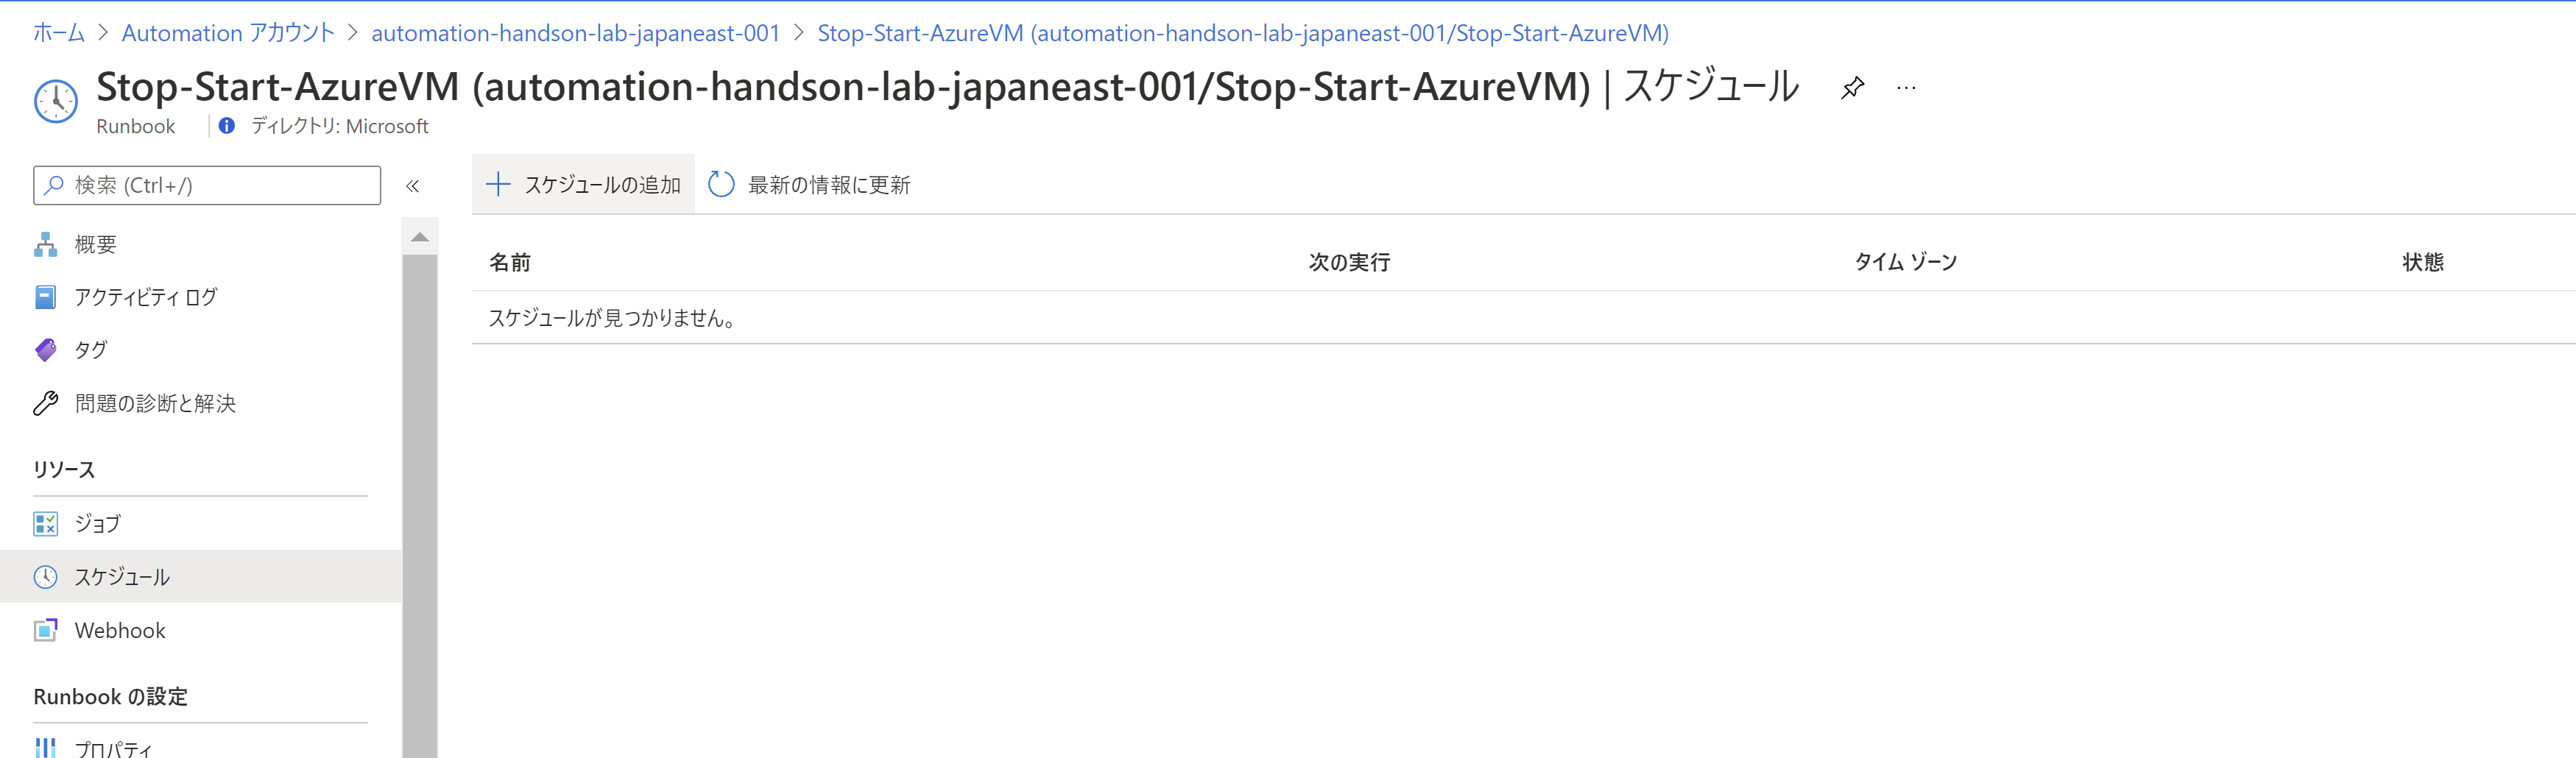 ホーム > Automation アカウント > automation-handson-lab-japaneast-001 > Stop-Start-AzureVM (automation-handson-lab-japaneast-001/Stop-Start-AzureVM)
Stop-Start-AzureVM (automation-handson-lab-japaneast-001/Stop-Start-AzureVM) | スケジュール ...
Runbook ディレクトリ: Microsoft
検索 (Ctrl+/)
概要
アクティビティ ログ
タグ
問題の診断と解決
リソース
ジョブ
スケジュール
Webhook
Runbook の設定
プロパティ
スケジュールの追加 最新の情報に更新
名前 次の実行 タイム ゾーン 状態
スケジュールが見つかりません。